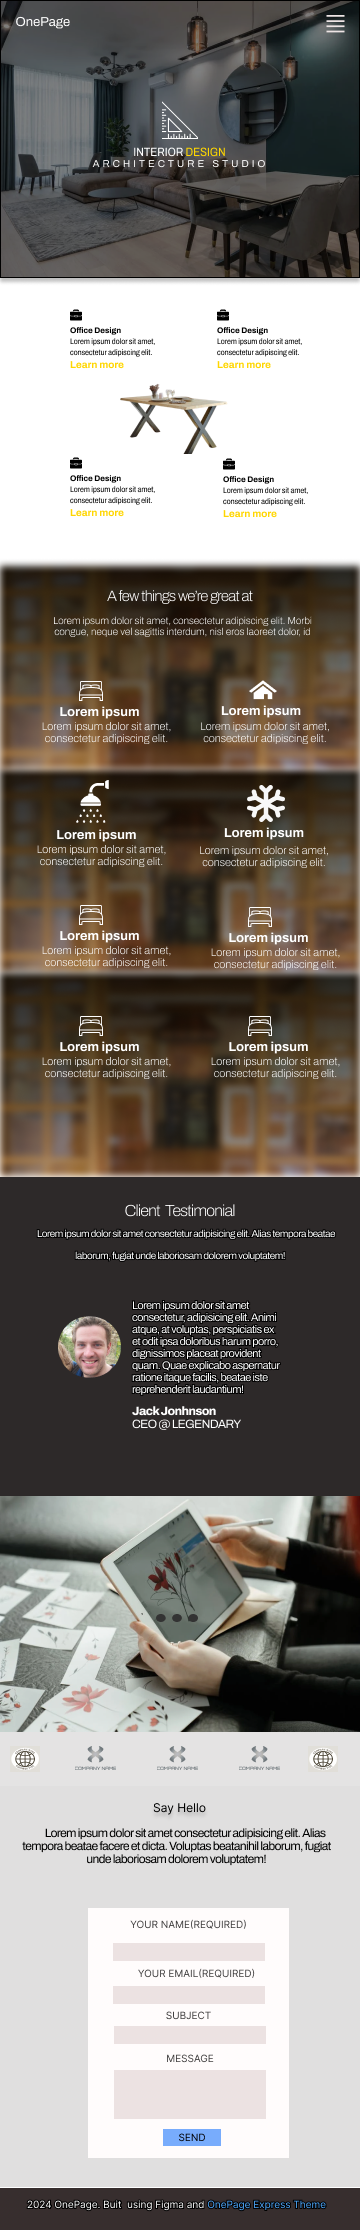 OnePage
INTERIOR DESIGN
ARCHITECTURE STUDIO
Office Design
Lorem ipsum dolor sit amet,
consectetur adipiscing elit.
Learn more
Office Design
Lorem ipsum dolor sit amet,
consectetur adipiscing elit.
Learn more
Office Design
Lorem ipsum dolor sit amet,
consectetur adipiscing elit.
Learn more
Office Design
Lorem ipsum dolor sit amet,
consectetur adipiscing elit.
Learn more
A few things we're great at
Lorem ipsum dolor sit amet, consectetur adipiscing elit. Morbi
congue, neque vel sagittis interdum, nisl eros laoreet dolor, id
Lorem ipsum
Lorem ipsum dolor sit amet,
consectetur adipiscing elit.
Lorem ipsum
Lorem ipsum dolor sit amet,
consectetur adipiscing elit.
Lorem ipsum
Lorem ipsum dolor sit amet,
consectetur adipiscing elit.
Lorem ipsum
Lorem ipsum dolor sit amet,
consectetur adipiscing elit.
Lorem ipsum
Lorem ipsum dolor sit amet,
consectetur adipiscing elit.
Lorem ipsum
Lorem ipsum dolor sit amet,
consectetur adipiscing elit.
Lorem ipsum
Lorem ipsum dolor sit amet,
consectetur adipiscing elit.
Lorem ipsum
Lorem ipsum dolor sit amet,
consectetur adipiscing elit.
Client Testimonial
Lorem ipsum dolor sit amet consectetur adipisicing elit. Alias tempora beatae
laborum, fugiat unde laboriosam dolorem voluptatem!
Lorem ipsum dolor sit amet
consectetur, adipisicing elit. Animi
atque, at voluptas, perspiciatis ex
et odit ipsa doloribus harum porro,
dignissimos placeat provident
quam. Quae explicabo aspernatur
ratione itaque facilis, beatae iste
reprehenderit laudantium!
Jack Jonhnson
CEO @ LEGENDARY
COMPANY NAME
COMPANY NAME
COMPANY NAME
Say Hello
Lorem ipsum dolor sit amet consectetur adipisicing elit. Alias
tempora beatae facere et dicta. Voluptas beatanihil laborum, fugiat
unde laboriosam dolorem voluptatem!
YOUR NAME(REQUIRED)
YOUR EMAIL(REQUIRED)
SUBJECT
MESSAGE
SEND
2024 OnePage. Buit using Figma and OnePage Express Theme